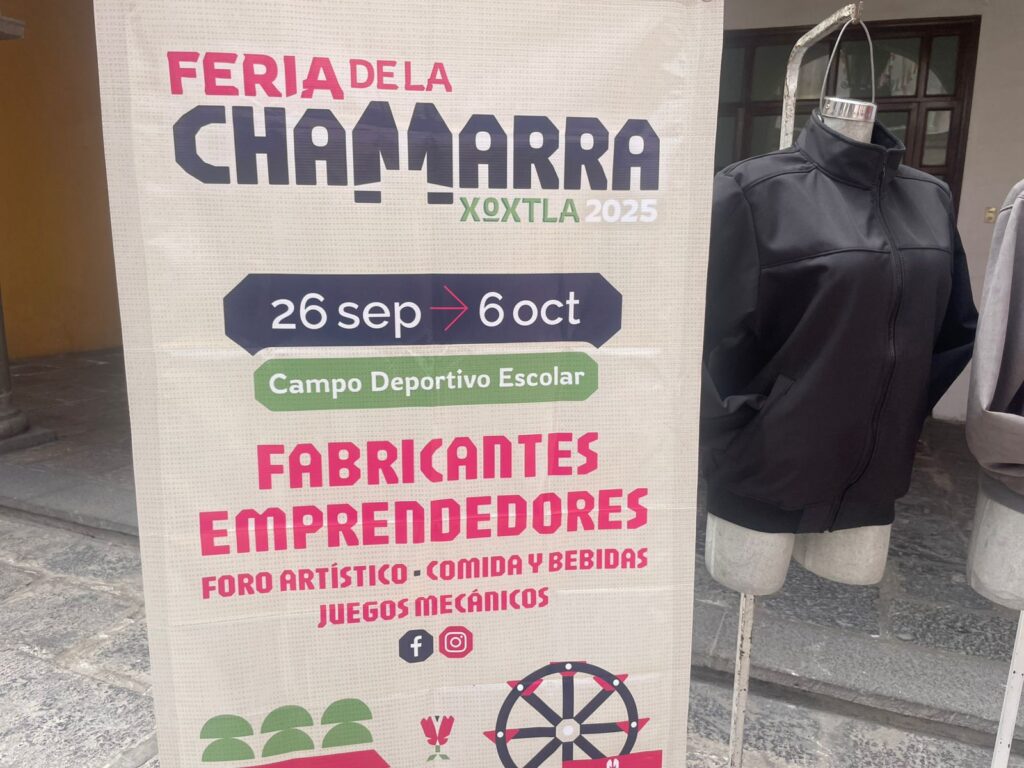 FERIA DE LA
CHAMARRA
XOXTLA 2025
26 sep → 6 oct
Campo Deportivo Escolar
FABRICANTES
EMPRENDEDORES
FORO ARTÍSTICO · COMIDA Y BEBIDAS
JUEGOS MECÁNICOS